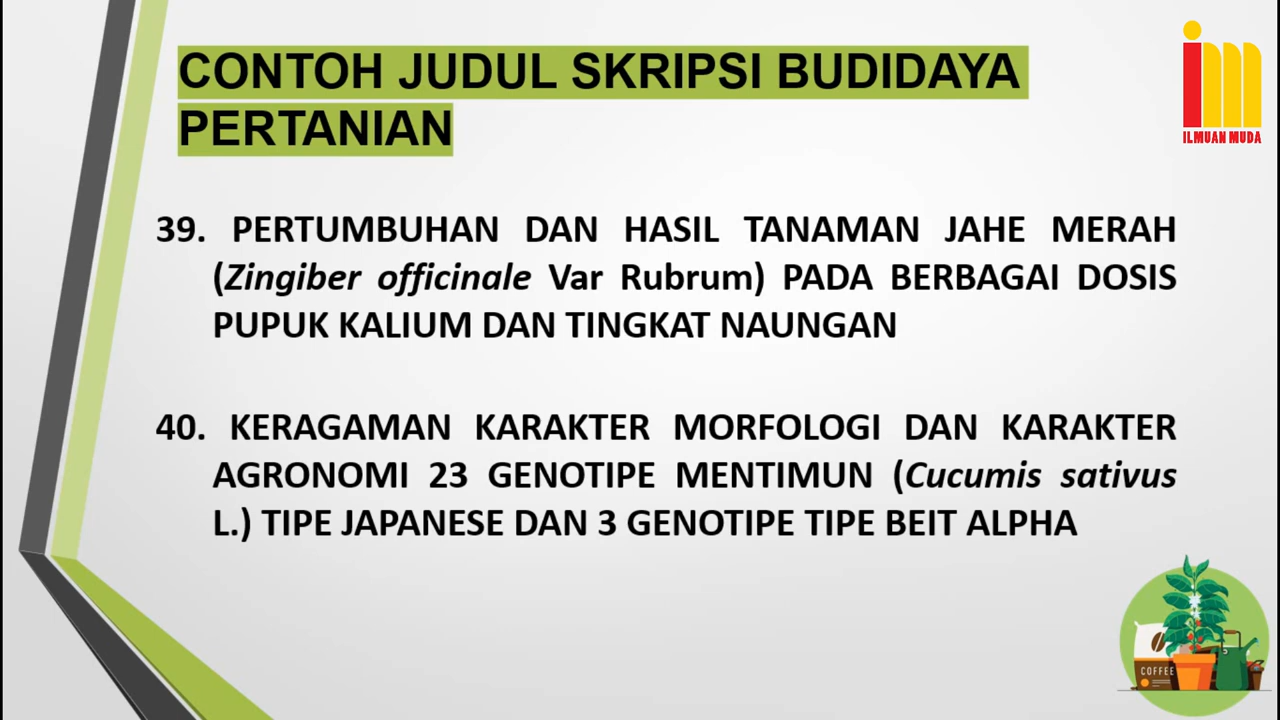 CONTOH JUDUL SKRIPSI BUDIDAYA
PERTANIAN
ILMUAN MUDA
39. PERTUMBUHAN DAN HASIL TANAMAN JAHE MERAH
(Zingiber officinale Var Rubrum) PADA BERBAGAI DOSIS
PUPUK KALIUM DAN TINGKAT NAUNGAN
40. KERAGAMAN KARAKTER MORFOLOGI DAN KARAKTER
AGRONOMI 23 GENOTIPE MENTIMUN (Cucumis sativus
L.) TIPE JAPANESE DAN 3 GENOTIPE TIPE BEIT ALPHA
COFFEE